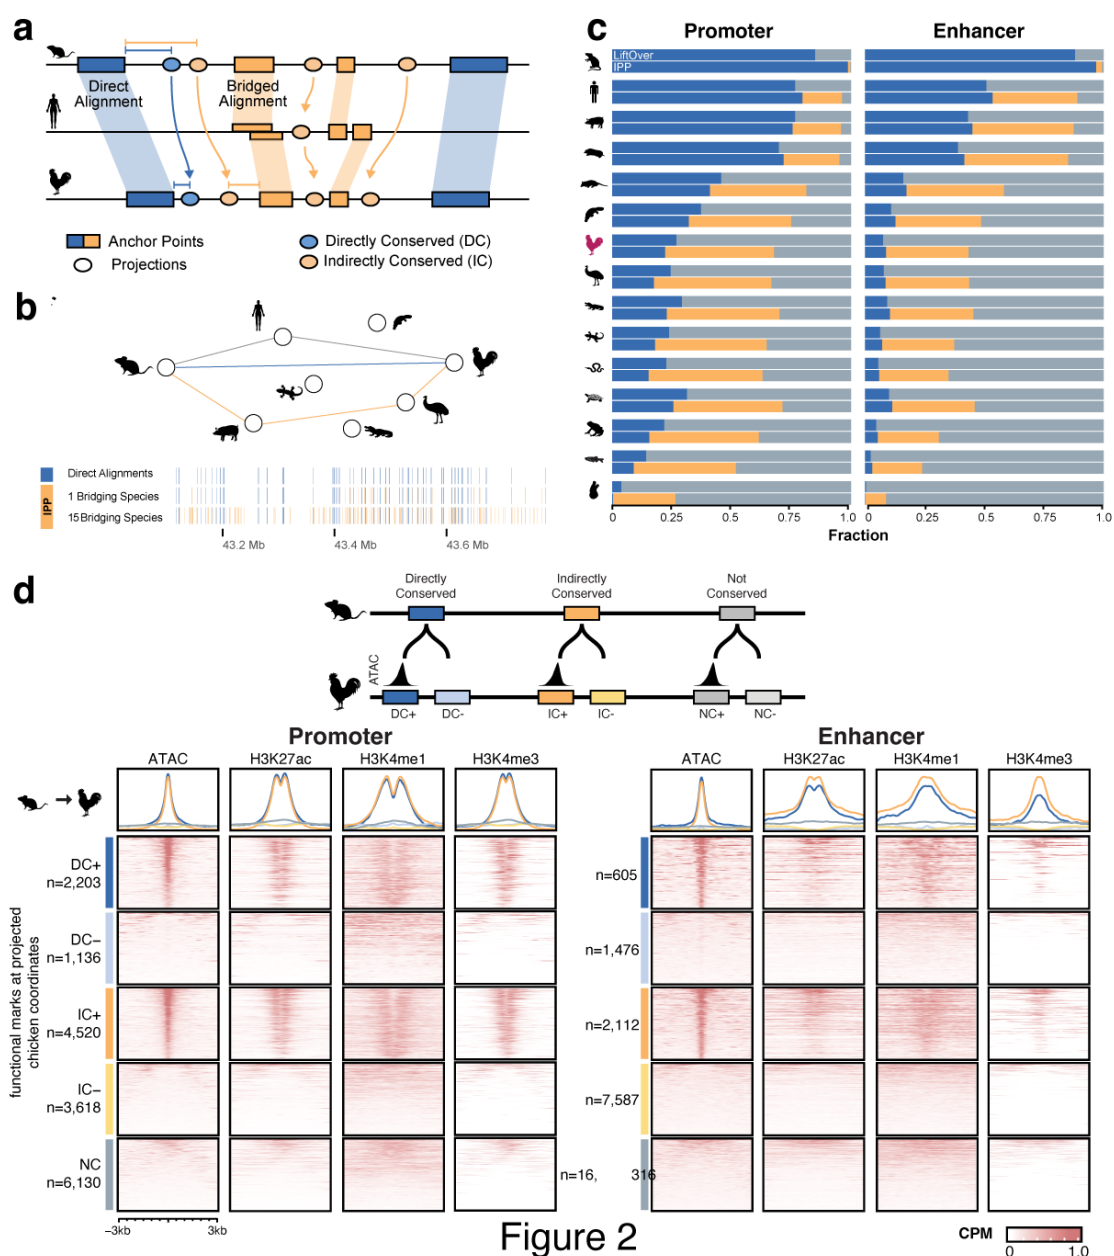 a
Direct
Alignment
Bridged
Alignment
Anchor Points
Projections
Directly Conserved (DC)
Indirectly Conserved (IC)
b
IPP
Direct Alignments
1 Bridging Species
15 Bridging Species
43.2 Mb
43.4 Mb
43.6 Mb
c
Promoter
Enhancer
LiftOver
IPP
0
0.25
0.5
0.75
1.0
0
0.25
0.5
0.75
1.0
Fraction
d
Directly
Conserved
Indirectly
Conserved
Not
Conserved
ATAC
DC+
DC-
IC+
IC-
NC+
NC-
Promoter
Enhancer
ATAC
H3K27ac
H3K4me1
H3K4me3
ATAC
H3K27ac
H3K4me1
H3K4me3
functional marks at projected
chicken coordinates
DC+
n=2,203
DC−
n=1,136
IC+
n=4,520
IC−
n=3,618
NC
n=6,130
n=605
n=1,476
n=2,112
n=7,587
n=16, 316
−3kb
3kb
Figure 2
CPM
0
1.0